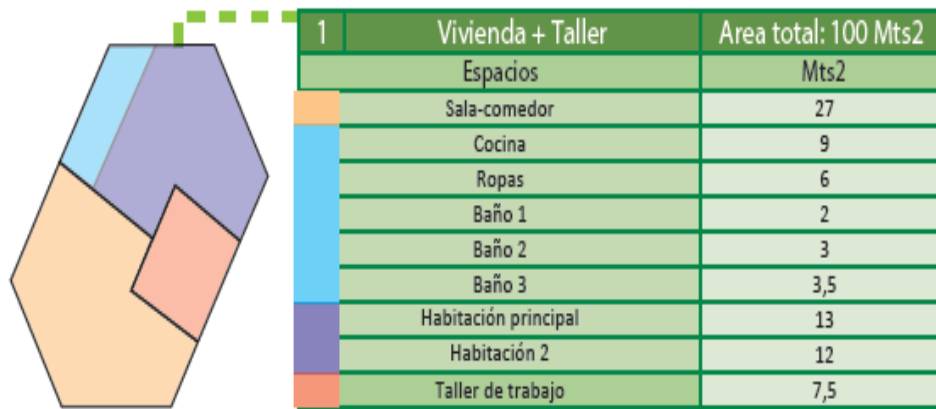 1 Vivienda + Taller Area total: 100 Mts2
Espacios Mts2
Sala-comedor 27
Cocina 9
Ropas 6
Baño 1 2
Baño 2 3
Baño 3 3,5
Habitación principal 13
Habitación 2 12
Taller de trabajo 7,5